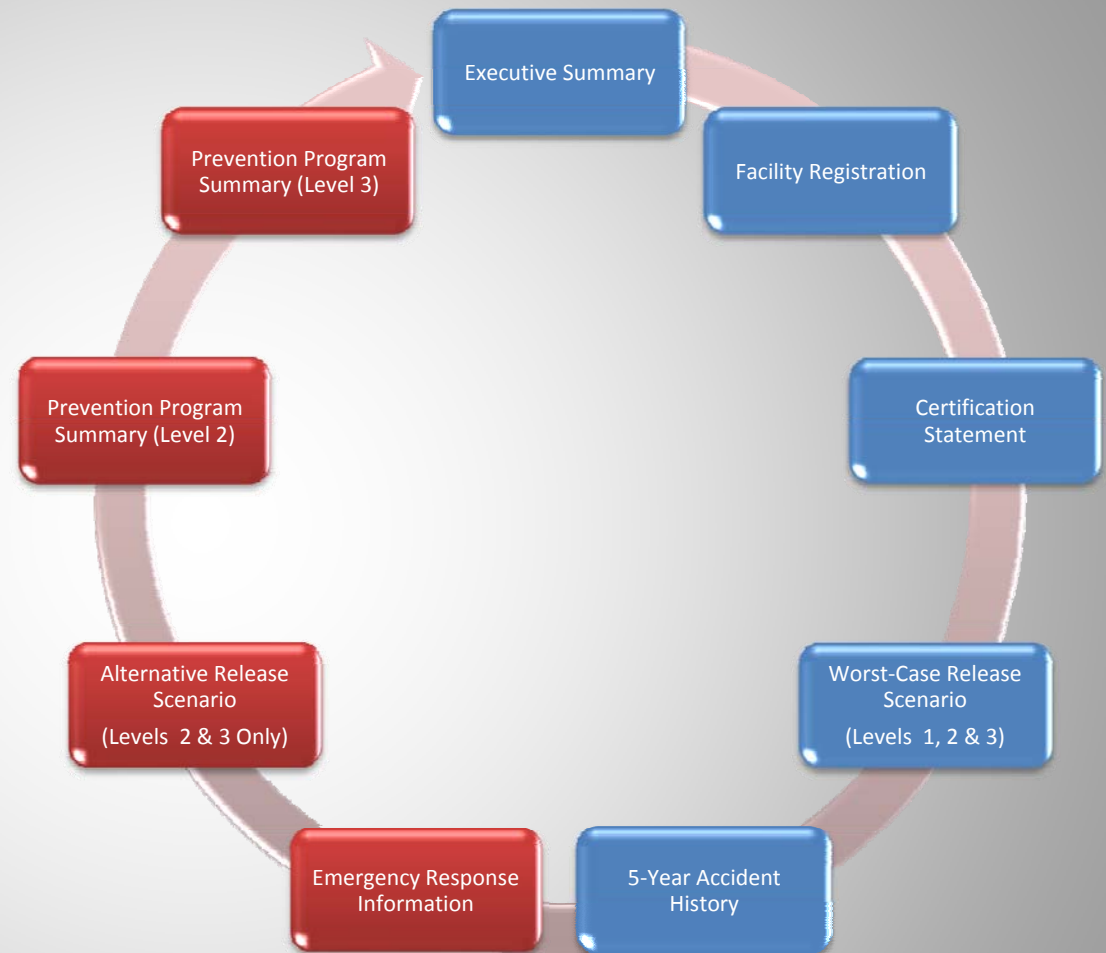 Executive Summary
Facility Registration
Certification
Statement
Worst-Case Release
Scenario
(Levels 1, 2 & 3)
5-Year Accident
History
Emergency Response
Information
Alternative Release
Scenario
(Levels 2 & 3 Only)
Prevention Program
Summary (Level 2)
Prevention Program
Summary (Level 3)